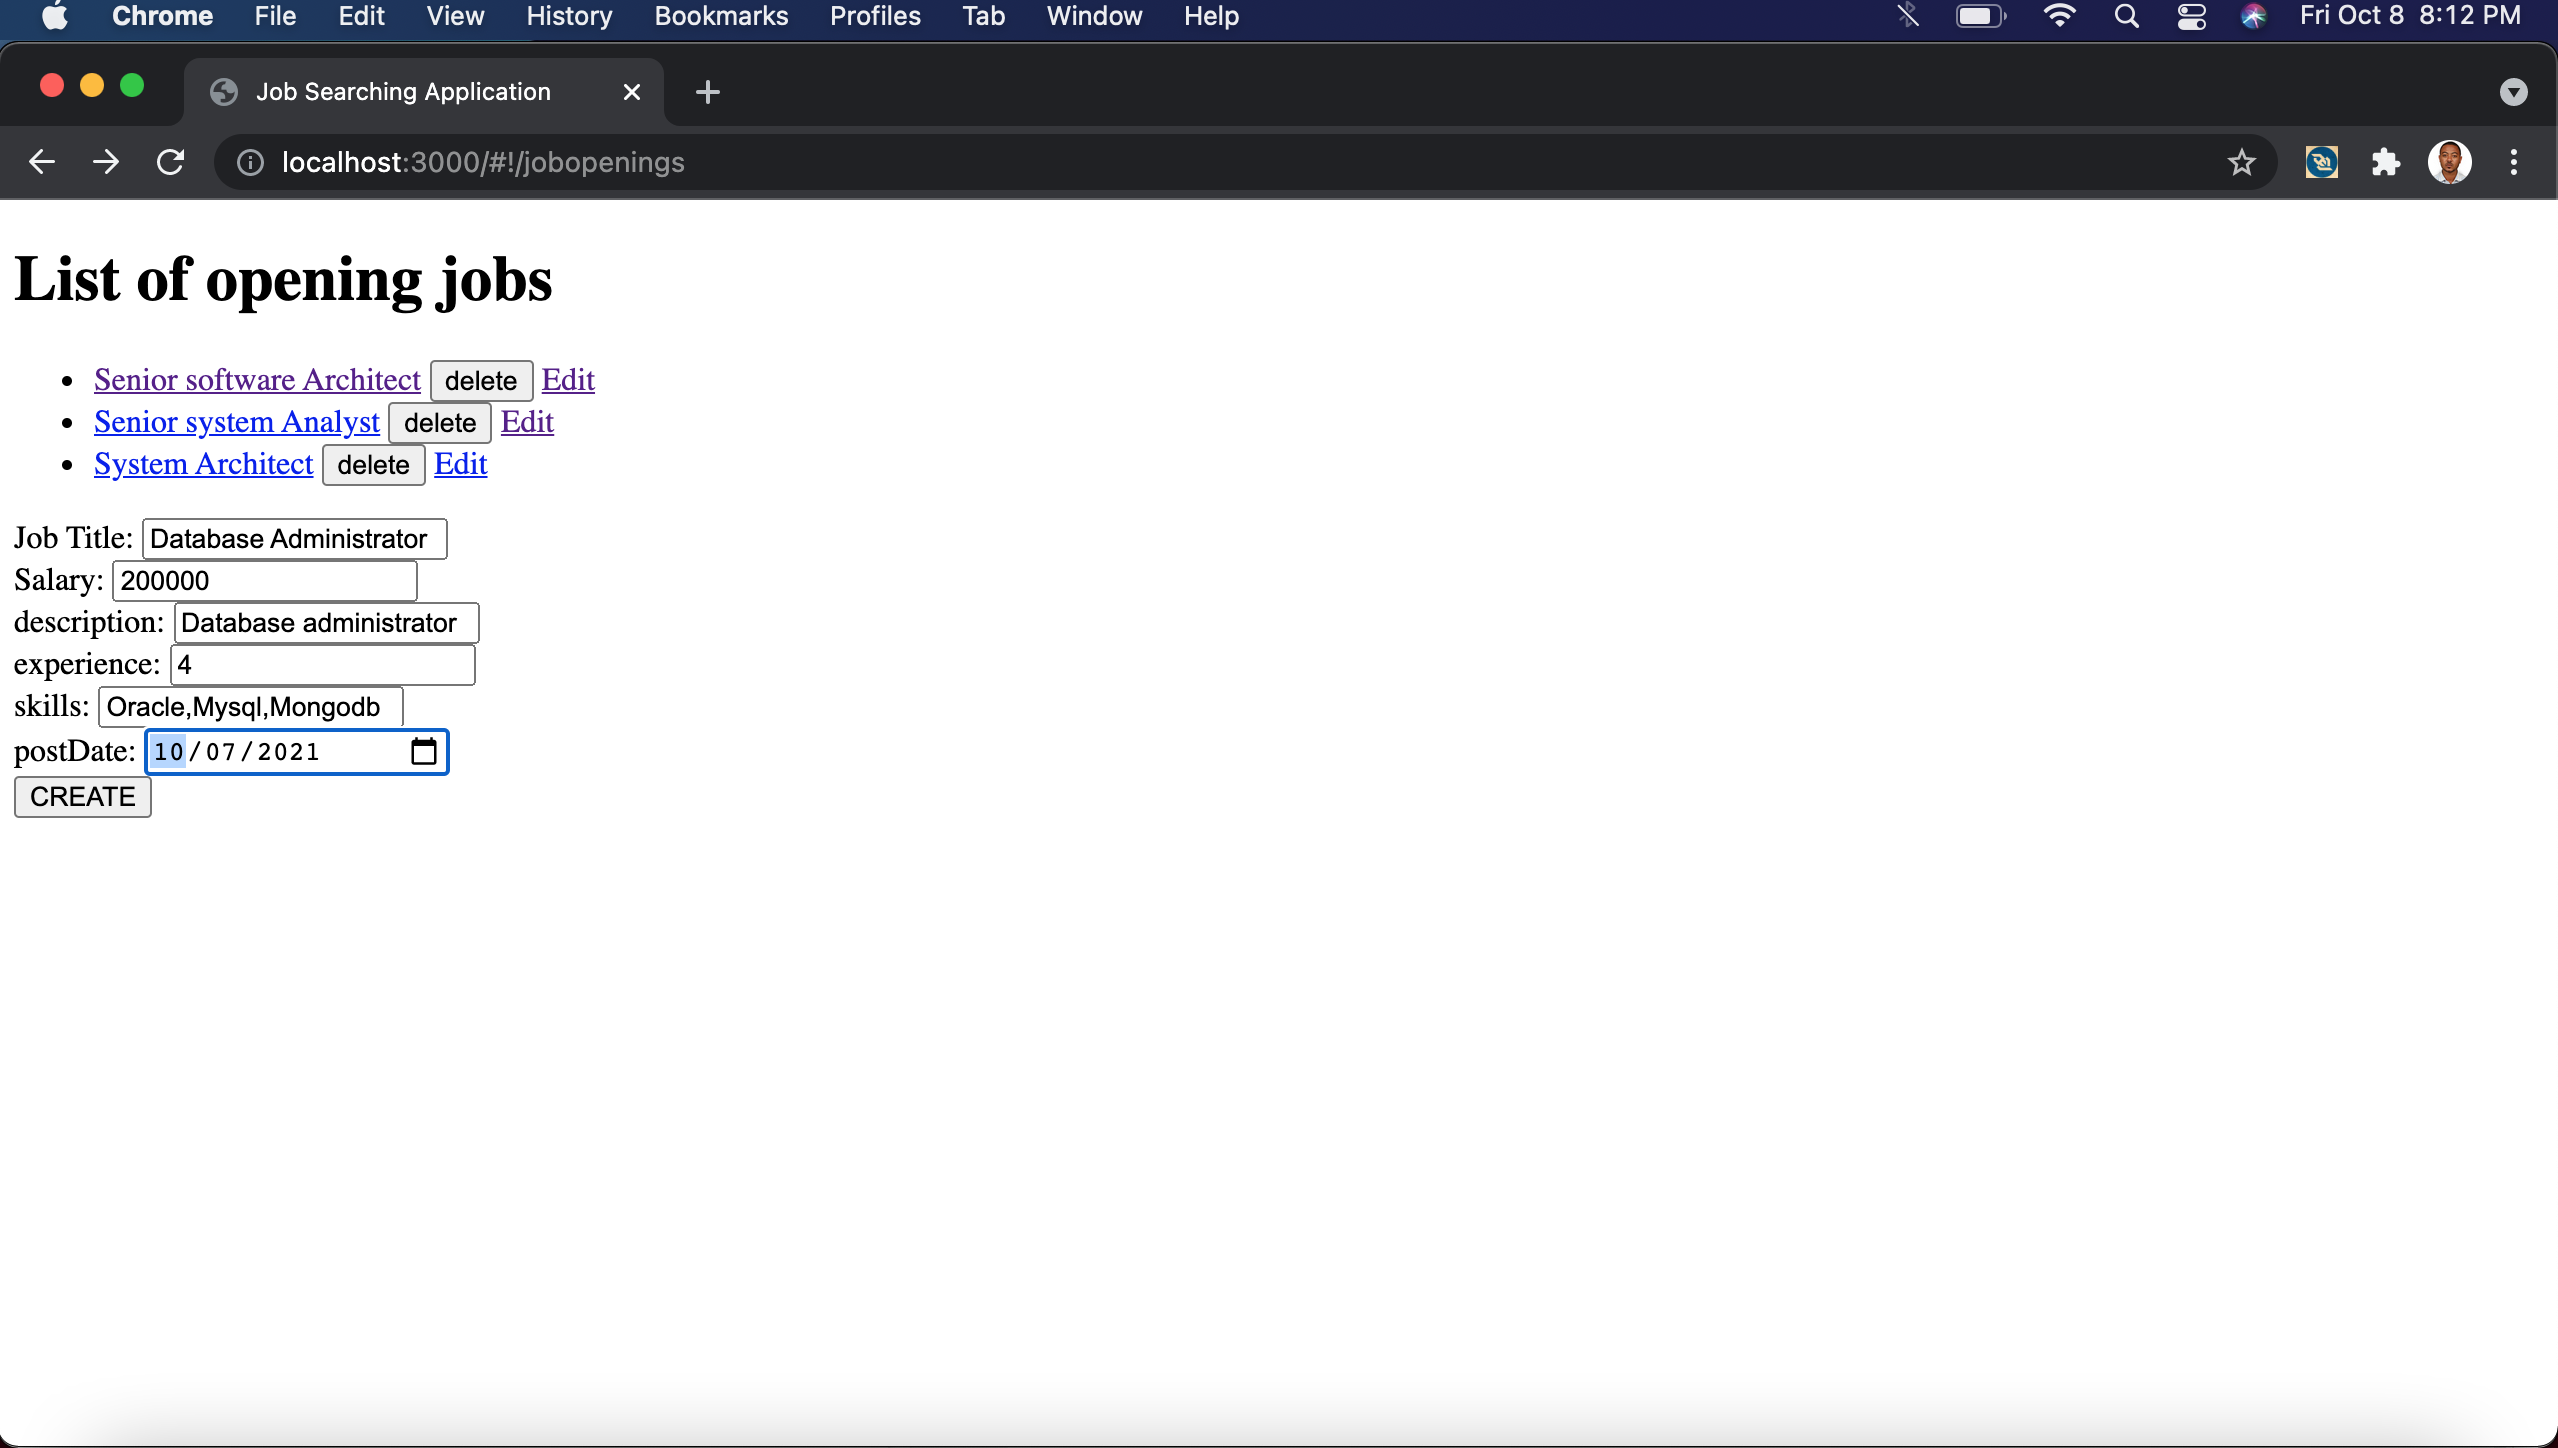 Chrome File Edit View History Bookmarks Profiles Tab Window Help Fri Oct 8 8:12 PM
Job Searching Application
localhost:3000/#!/jobopenings
List of opening jobs
Senior software Architect delete Edit
Senior system Analyst delete Edit
System Architect delete Edit
Job Title: Database Administrator
Salary: 200000
description: Database administrator
experience: 4
skills: Oracle,Mysql,Mongodb
postDate: 10/07/2021
CREATE